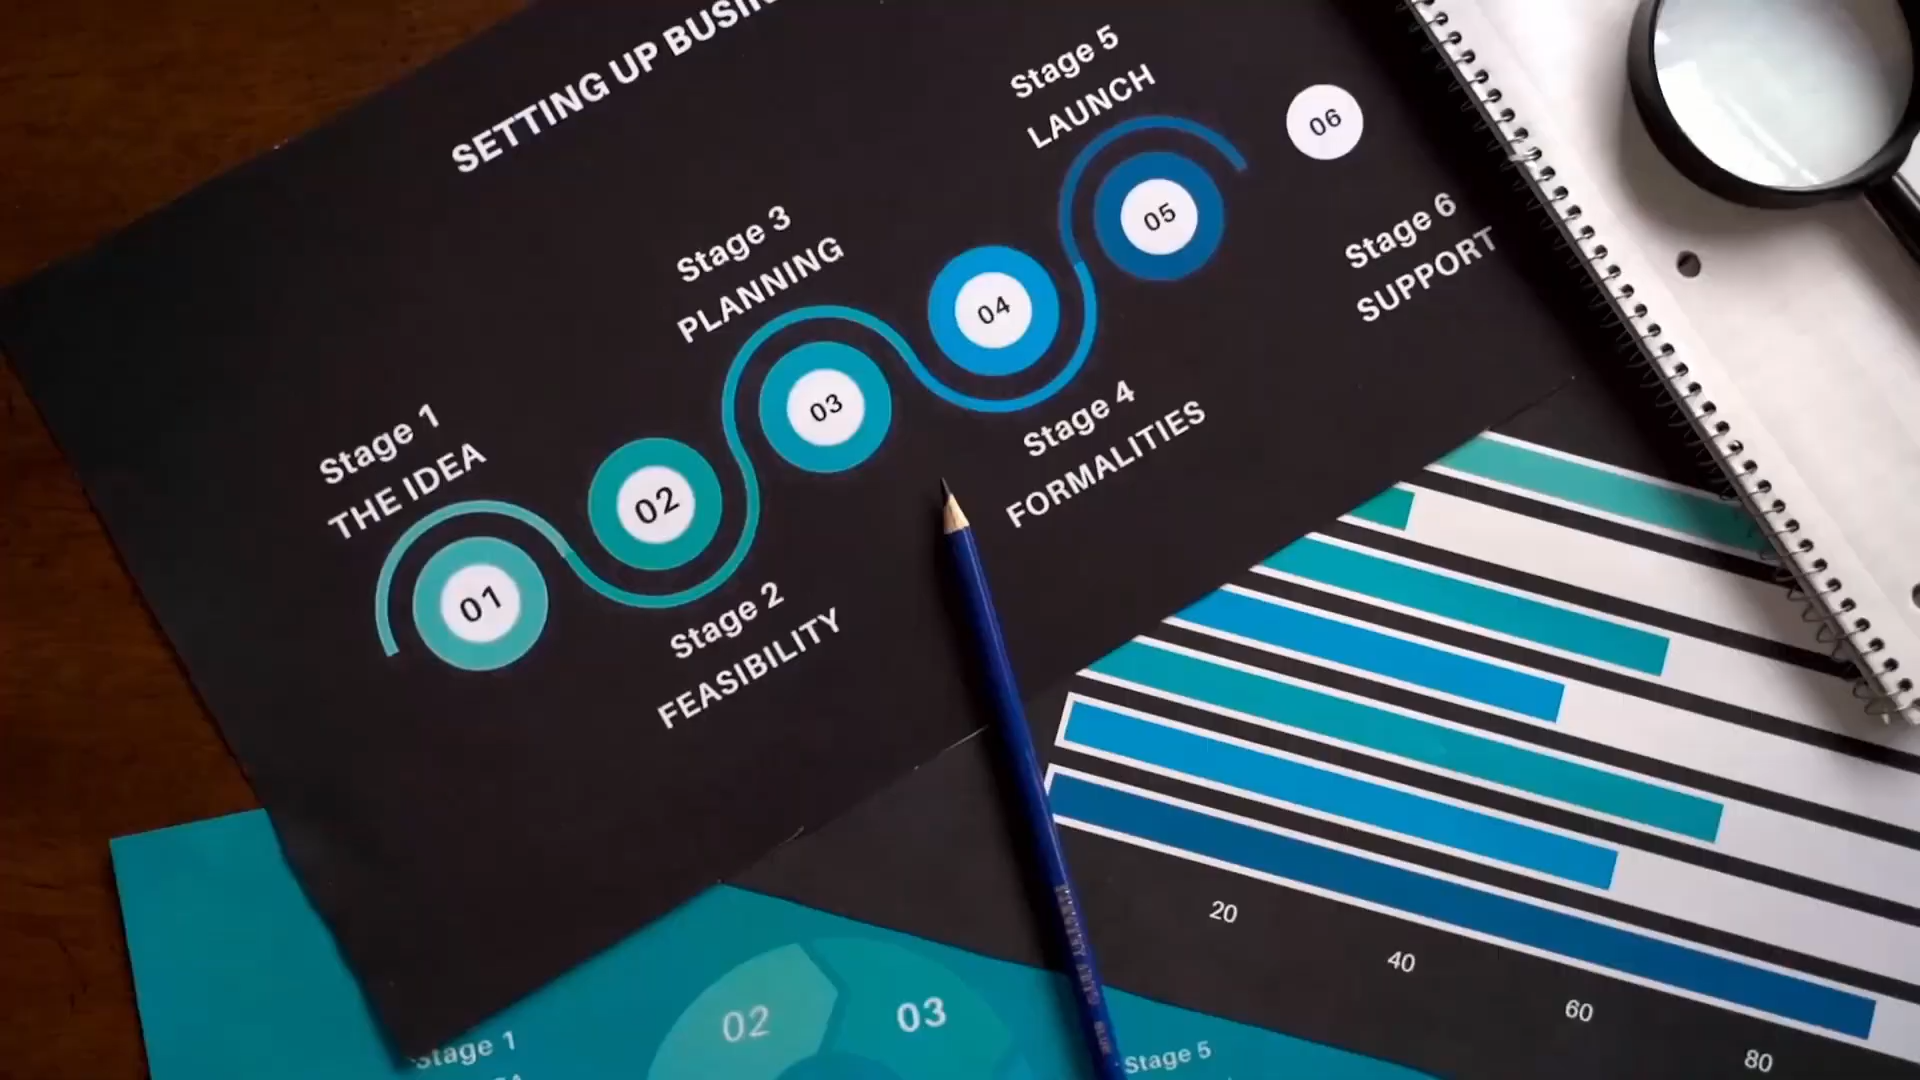 SETTING UP
Stage 5
LAUNCH
06
05
Stage 6
SUPPORT
Stage 3
PLANNING
04
03
Stage 4
FORMALITIES
Stage 1
THE IDEA
02
01
Stage 2
FEASIBILITY
20
40
60
80
02
03
Stage 1
Stage 5
BLUE